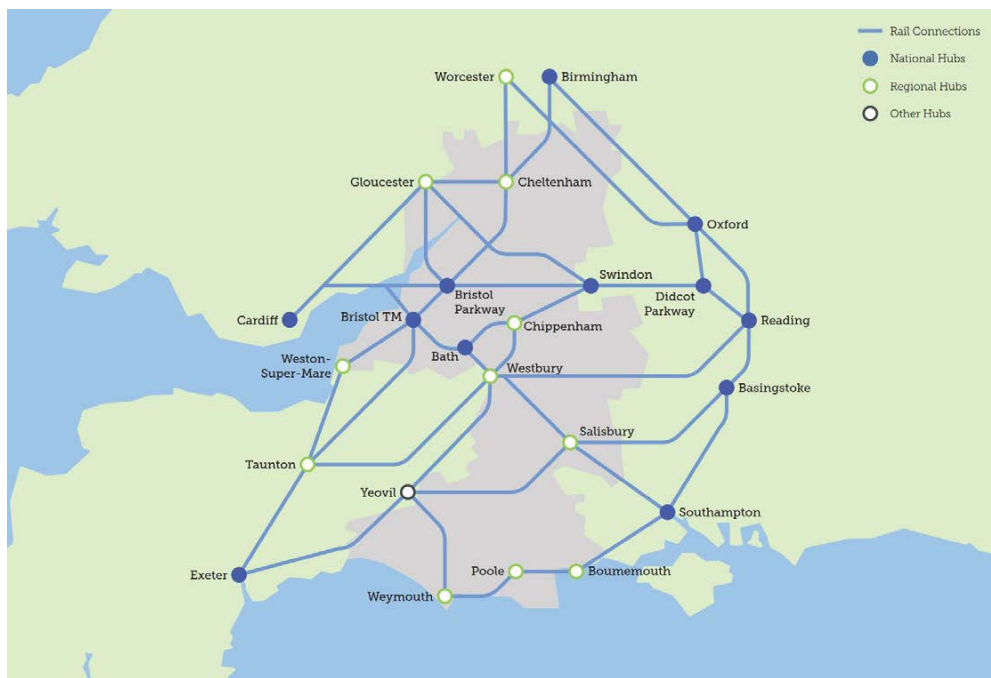 Rail Connections
National Hubs
Regional Hubs
Other Hubs
Worcester
Birmingham
Gloucester
Cheltenham
Oxford
Swindon
Bristol
Parkway
Didcot
Parkway
Cardiff
Bristol TM
Chippenham
Reading
Bath
Weston-
Super-Mare
Westbury
Basingstoke
Salisbury
Taunton
Yeovil
Southampton
Exeter
Poole
Bournemouth
Weymouth